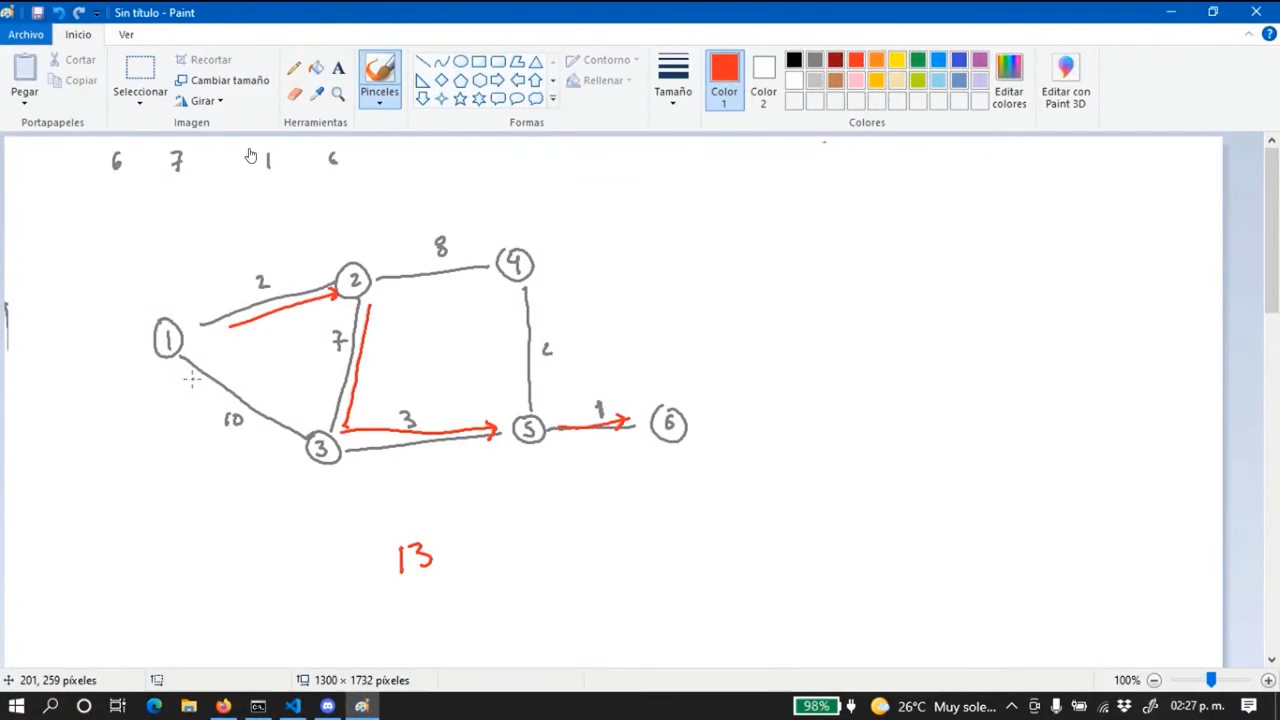 Sin título - Paint
Archivo Inicio Ver
Pegar
Cortar
Copiar
Portapapeles
Seleccionar
Recortar
Cambiar tamaño
Girar
Imagen
A
Herramientas
Pinceles
Contorno
Rellenar
Formas
Tamaño
Color 1
Color 2
Editar colores
Colores
Editar con Paint 3D
6 7 1 6
2 2 8 4
1 7
10 3 3 5 1 6
13
201, 259 píxeles
1300 × 1732 píxeles
100%
98%
26°C Muy sole...
02:27 p. m.